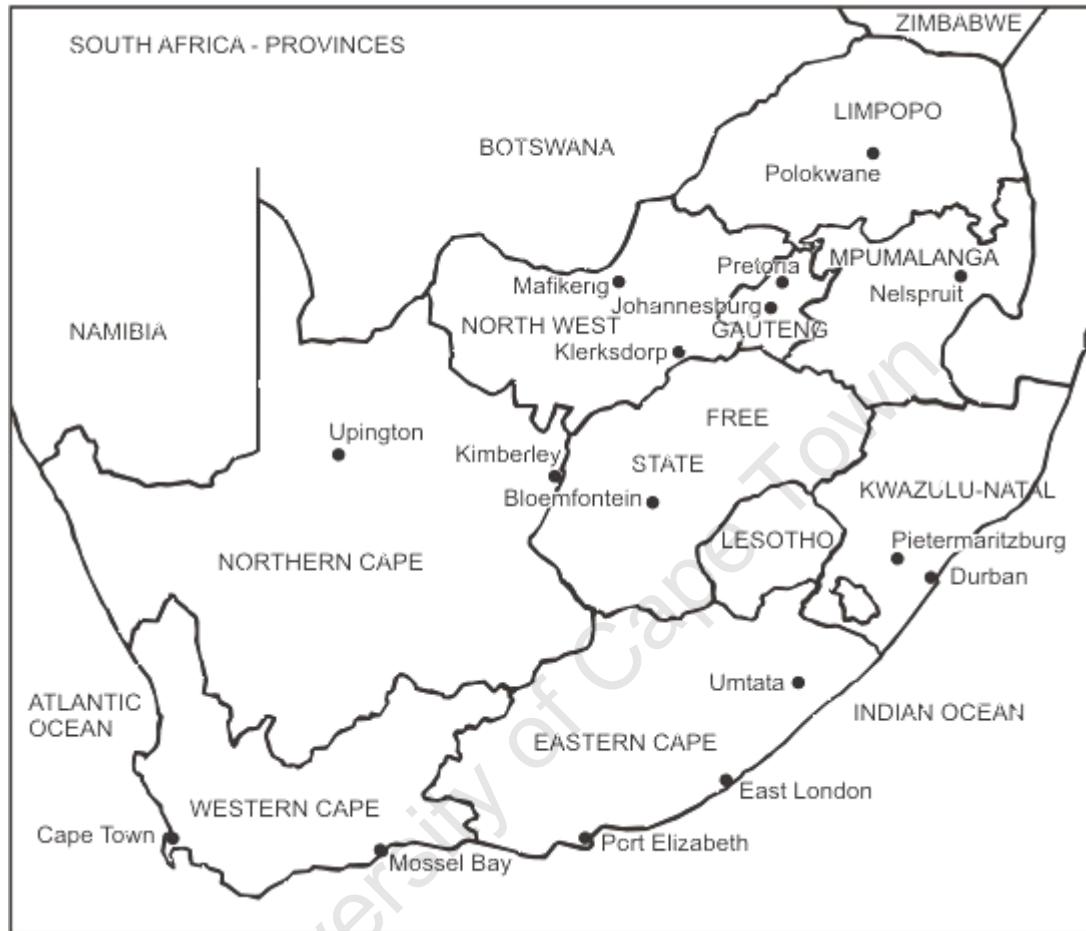 ZIMBABWE
SOUTH AFRICA - PROVINCES
LIMPOPO
BOTSWANA
Polokwane
MPUMALANGA
Pretoria
Mafikeng
Nelspruit
Johannesburg
NAMIBIA
NORTH WEST
GAUTENG
Klerksdorp
FREE
Upington
Kimberley
STATE
KWAZULU-NATAL
Bloemfontein
LESOTHO
Pietermaritzburg
NORTHERN CAPE
Durban
Umtata
ATLANTIC
OCEAN
INDIAN OCEAN
EASTERN CAPE
East London
WESTERN CAPE
Cape Town
Port Elizabeth
Mossel Bay
versity of Cape Town